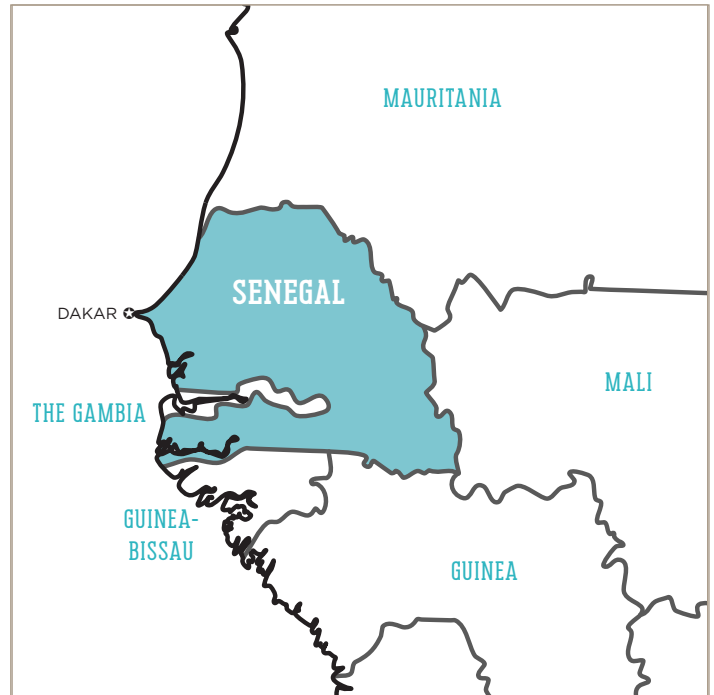 MAURITANIA
SENEGAL
DAKAR
MALI
THE GAMBIA
GUINEA-
BISSAU
GUINEA